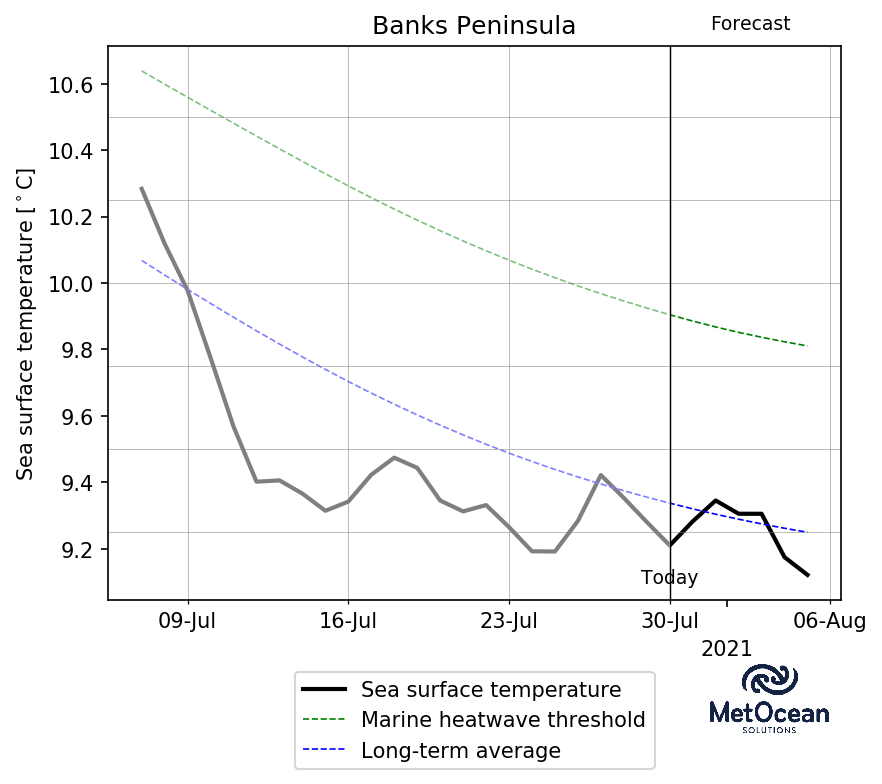 Banks Peninsula
Forecast
Sea surface temperature [°C]
10.6
10.4
10.2
10.0
9.8
9.6
9.4
9.2
Today
09-Jul
16-Jul
23-Jul
30-Jul
06-Aug
2021
Sea surface temperature
Marine heatwave threshold
Long-term average
MetOcean
SOLUTIONS